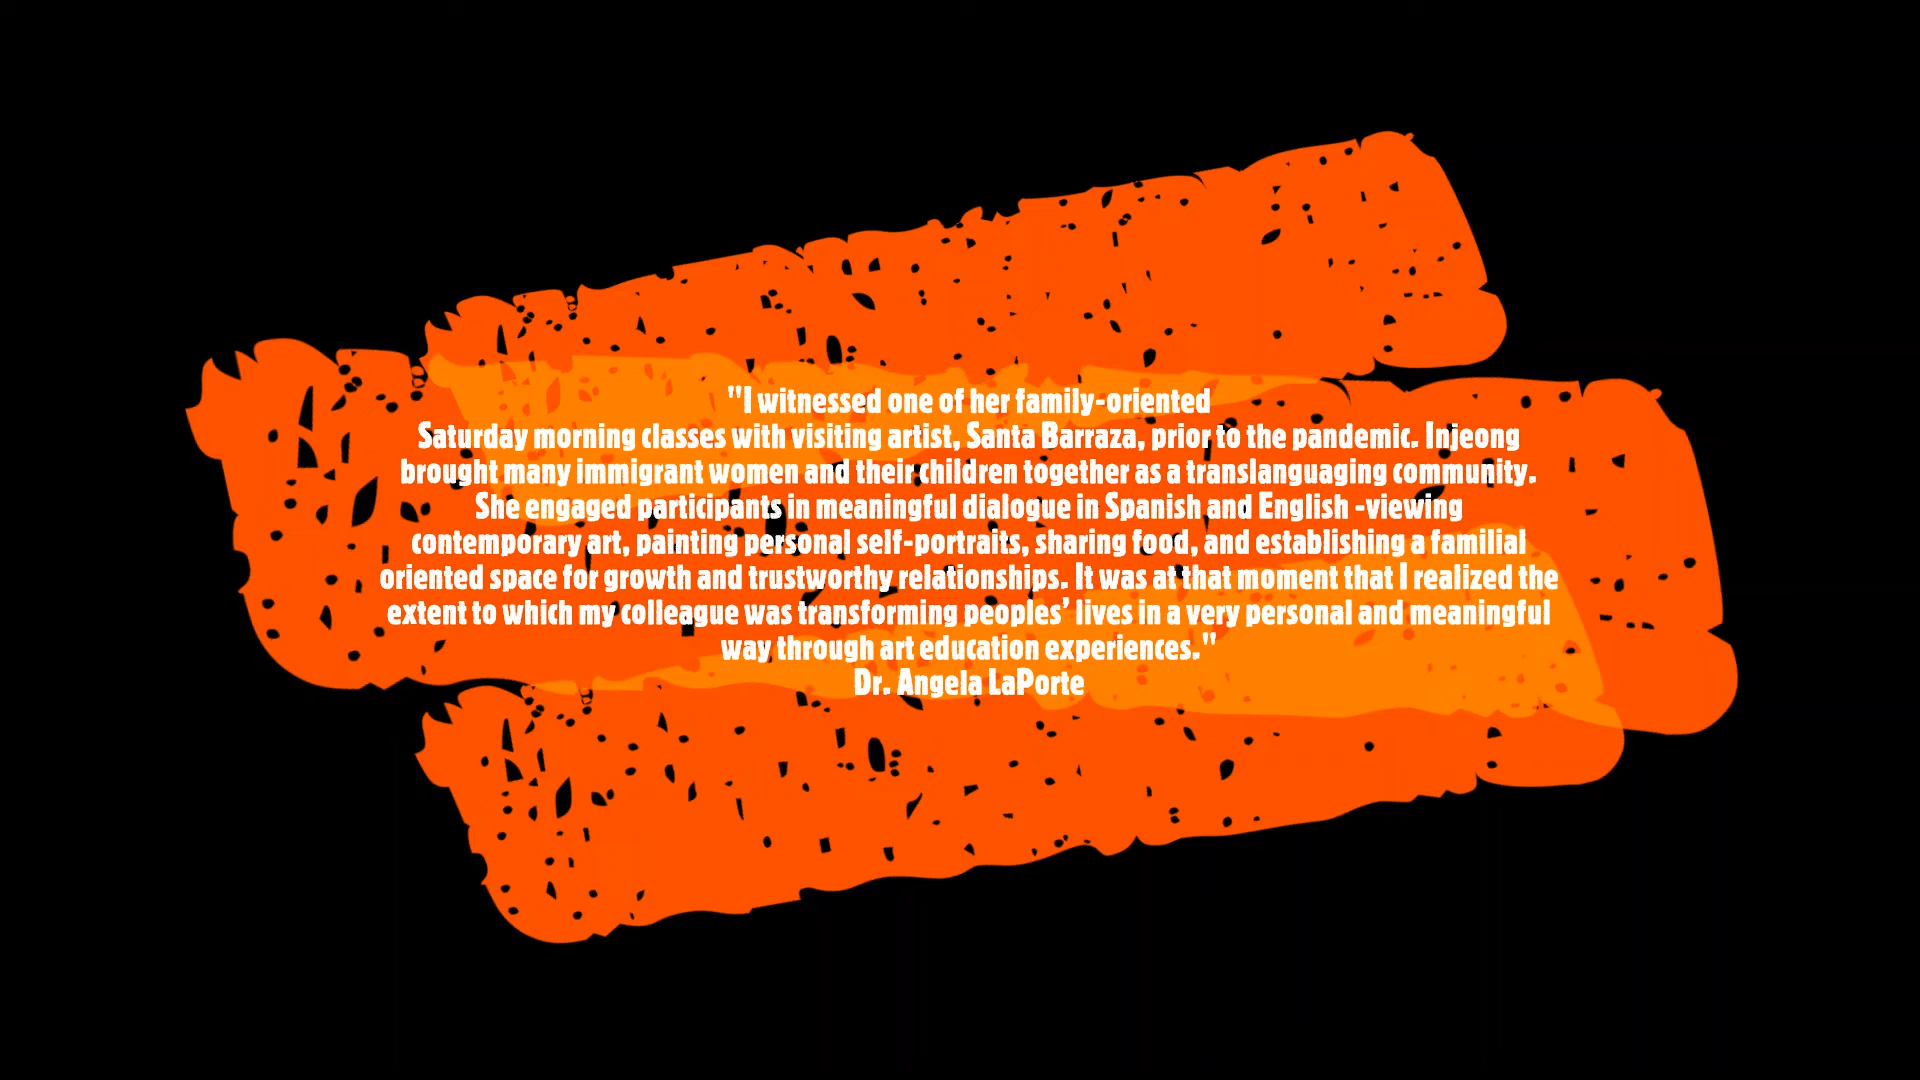 "I witnessed one of her family-oriented
Saturday morning classes with visiting artist, Santa Barraza, prior to the pandemic. Injeong
brought many immigrant women and their children together as a translanguaging community.
She engaged participants in meaningful dialogue in Spanish and English -viewing
contemporary art, painting personal self-portraits, sharing food, and establishing a familial
oriented space for growth and trustworthy relationships. It was at that moment that I realized the
extent to which my colleague was transforming peoples’ lives in a very personal and meaningful
way through art education experiences."
Dr. Angela LaPorte